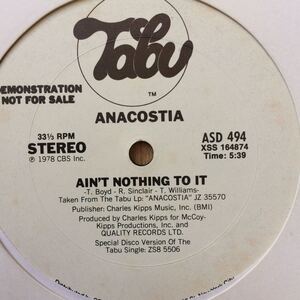 Tabu
TM
DEMONSTRATION
NOT FOR SALE
ANACOSTIA
33⅓ RPM
STEREO
℗ 1978 CBS Inc.
ASD 494
XSS 164874
Time: 5:39
AIN'T NOTHING TO IT
-T. Boyd - R. Sinclair - T. Williams-
Taken From The Tabu Lp: "ANACOSTIA" JZ 35570
Publisher: Charles Kipps Music, Inc. (BMI)
Produced by Charles Kipps for McCoy-
Kipps Productions, Inc. and
QUALITY RECORDS LTD.
Special Disco Version Of The
Tabu Single: ZS8 5506